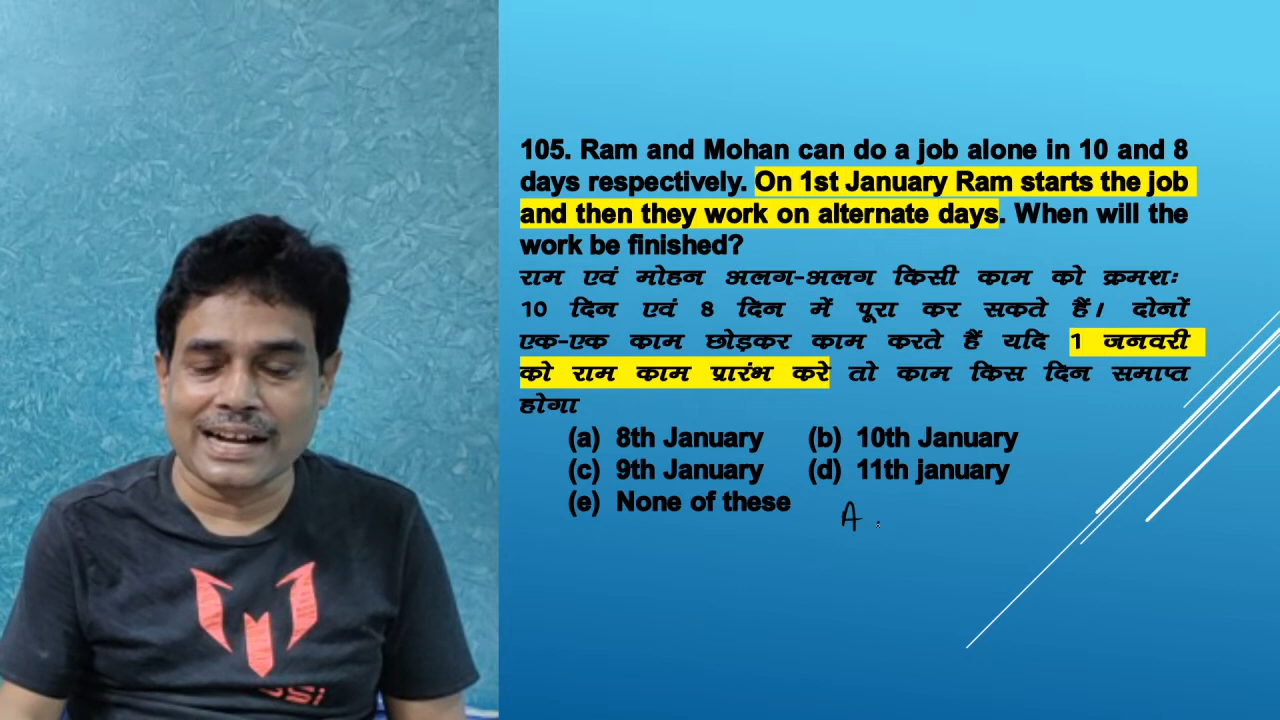 105. Ram and Mohan can do a job alone in 10 and 8
days respectively. On 1st January Ram starts the job
and then they work on alternate days. When will the
work be finished?
राम एवं मोहन अलग-अलग किसी काम को क्रमशः
10 दिन एवं 8 दिन में पूरा कर सकते हैं। दोनों
एक-एक काम छोड़कर काम करते हैं यदि 1 जनवरी
को राम काम प्रारंभ करे तो काम किस दिन समाप्त
होगा
(a) 8th January (b) 10th January
(c) 9th January (d) 11th january
(e) None of these
A